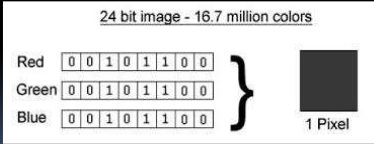 24 bit image - 16.7 million colors
Red 0 0 1 0 1 1 0 0
Green 0 0 1 0 1 1 0 0
Blue 0 0 1 0 1 1 0 0
}
1 Pixel